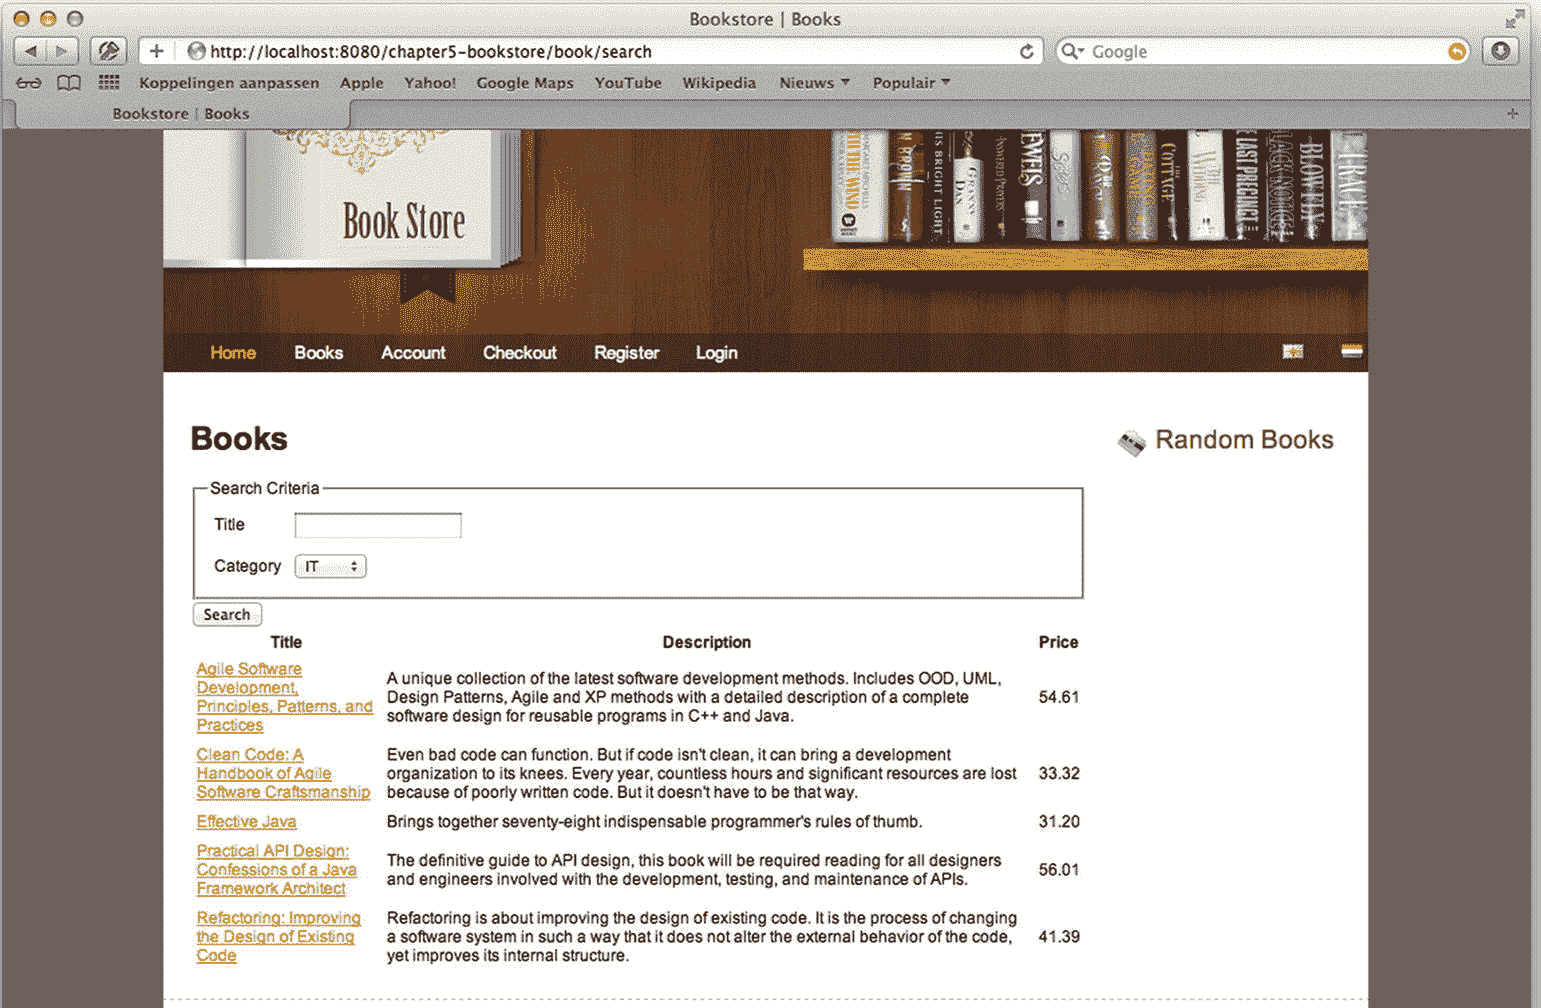 Bookstore | Books
http://localhost:8080/chapter5-bookstore/book/search
Google
Koppelingen aanpassen Apple Yahoo! Google Maps YouTube Wikipedia Nieuws Populair
Bookstore | Books
Book Store
GRANNY DAN
COTTAGE
JEWELS
BLOW FLY
TRACE
Home Books Account Checkout Register Login
Books
Random Books
Search Criteria
Title
Category IT
Search
Title Description Price
Agile Software
Development,
Principles, Patterns, and
Practices
A unique collection of the latest software development methods. Includes OOD, UML,
Design Patterns, Agile and XP methods with a detailed description of a complete
software design for reusable programs in C++ and Java.
54.61
Clean Code: A
Handbook of Agile
Software Craftsmanship
Even bad code can function. But if code isn't clean, it can bring a development
organization to its knees. Every year, countless hours and significant resources are lost
because of poorly written code. But it doesn't have to be that way.
33.32
Effective Java
Brings together seventy-eight indispensable programmer's rules of thumb.
31.20
Practical API Design:
Confessions of a Java
Framework Architect
The definitive guide to API design, this book will be required reading for all designers
and engineers involved with the development, testing, and maintenance of APIs.
56.01
Refactoring: Improving
the Design of Existing
Code
Refactoring is about improving the design of existing code. It is the process of changing
a software system in such a way that it does not alter the external behavior of the code,
yet improves its internal structure.
41.39